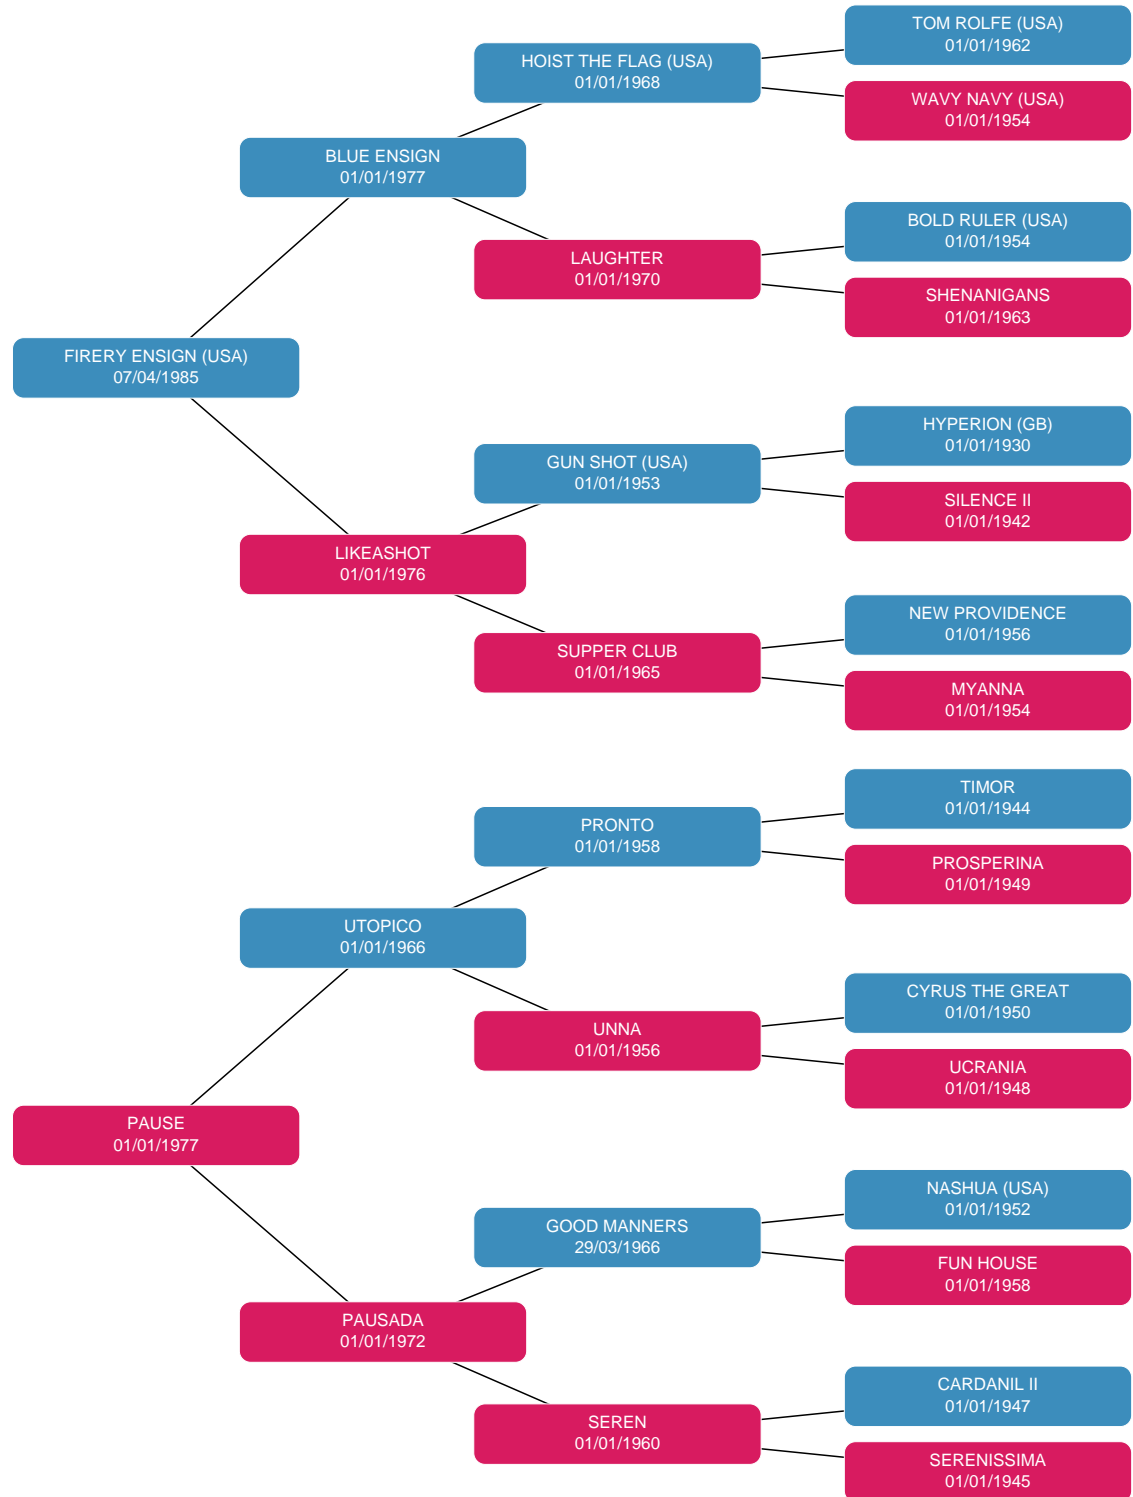 TOM ROLFE (USA)
01/01/1962
HOIST THE FLAG (USA)
01/01/1968
WAVY NAVY (USA)
01/01/1954
BLUE ENSIGN
01/01/1977
BOLD RULER (USA)
01/01/1954
LAUGHTER
01/01/1970
SHENANIGANS
01/01/1963
FIRERY ENSIGN (USA)
07/04/1985
HYPERION (GB)
01/01/1930
GUN SHOT (USA)
01/01/1953
SILENCE II
01/01/1942
LIKEASHOT
01/01/1976
NEW PROVIDENCE
01/01/1956
SUPPER CLUB
01/01/1965
MYANNA
01/01/1954
TIMOR
01/01/1944
PRONTO
01/01/1958
PROSPERINA
01/01/1949
UTOPICO
01/01/1966
CYRUS THE GREAT
01/01/1950
UNNA
01/01/1956
UCRANIA
01/01/1948
PAUSE
01/01/1977
NASHUA (USA)
01/01/1952
GOOD MANNERS
29/03/1966
FUN HOUSE
01/01/1958
PAUSADA
01/01/1972
CARDANIL II
01/01/1947
SEREN
01/01/1960
SERENISSIMA
01/01/1945